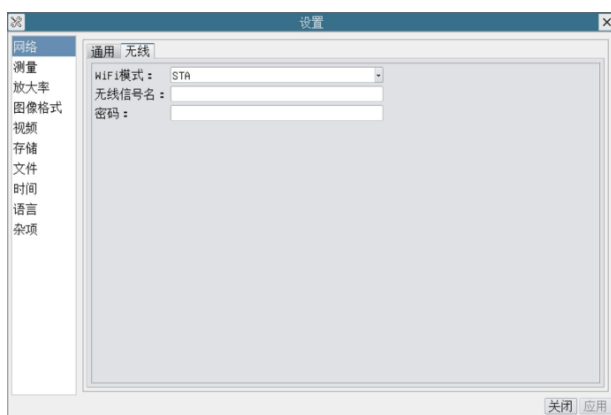 设置
网络
测量
放大率
图像格式
视频
存储
文件
时间
语言
杂项
通用 无线
WiFi模式： STA
无线信号名：
密码：
关闭 应用